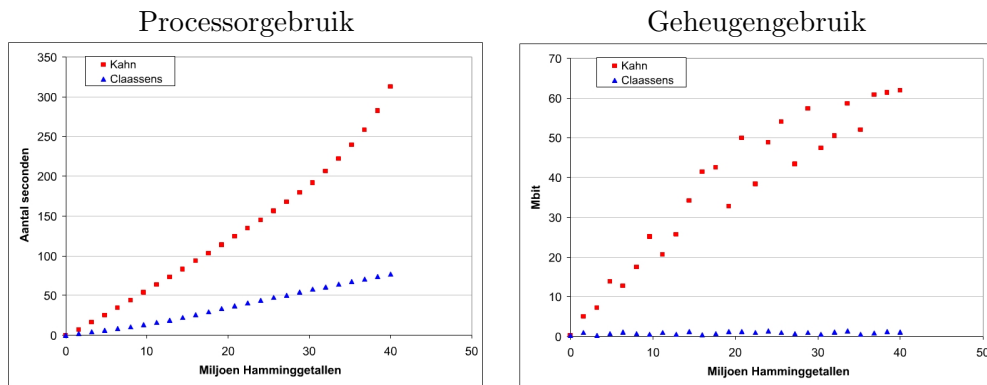 Processorgebruik
350
300
250
200
150
100
50
0
Aantal seconden
Kahn
Claassens
0 10 20 30 40 50
Miljoen Hamminggetallen
Geheugengebruik
70
60
50
40
30
20
10
0
Mbit
Kahn
Claassens
0 10 20 30 40 50
Miljoen Hamminggetallen